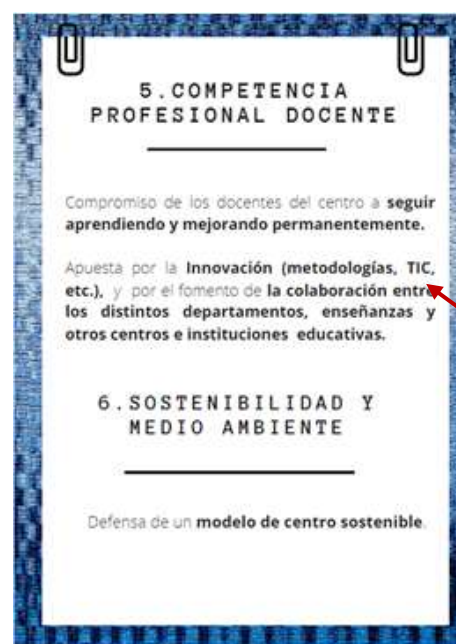 5.COMPETENCIA
PROFESIONAL DOCENTE
Compromiso de los docentes del centro a seguir
aprendiendo y mejorando permanentemente.
Apuesta por la Innovación (metodologías, TIC,
etc.), y por el fomento de la colaboración entre
los distintos departamentos, enseñanzas y
otros centros e instituciones educativas.
6.SOSTENIBILIDAD Y
MEDIO AMBIENTE
Defensa de un modelo de centro sostenible.